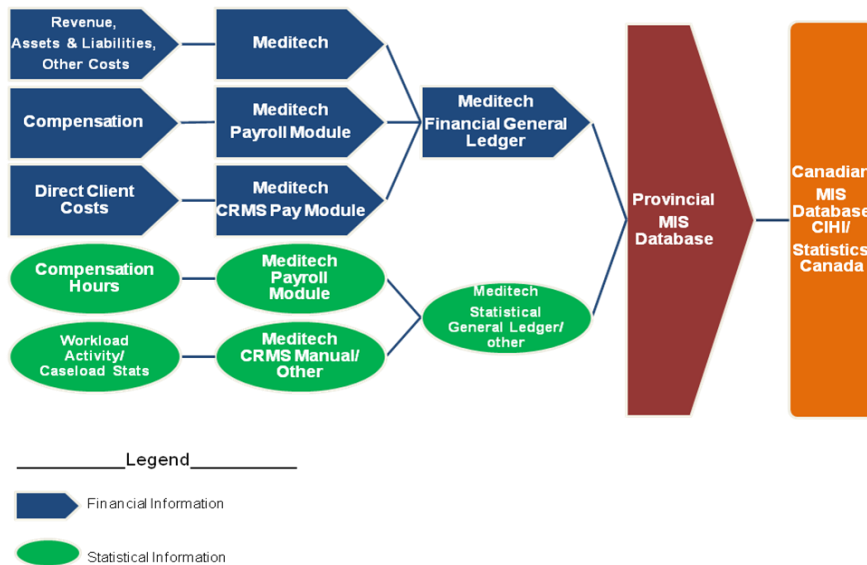 Revenue,
Assets & Liabilities,
Other Costs
Meditech
Compensation
Meditech
Payroll Module
Meditech
Financial General
Ledger
Direct Client
Costs
Meditech
CRMS Pay Module
Provincial
MIS
Database
Canadian
MIS
Database
CIHI/
Statistics
Canada
Compensation
Hours
Meditech
Payroll
Module
Meditech
Statistical
General Ledger/
other
Workload
Activity/
Caseload Stats
Meditech
CRMS Manual/
Other
Legend
Financial Information
Statistical Information